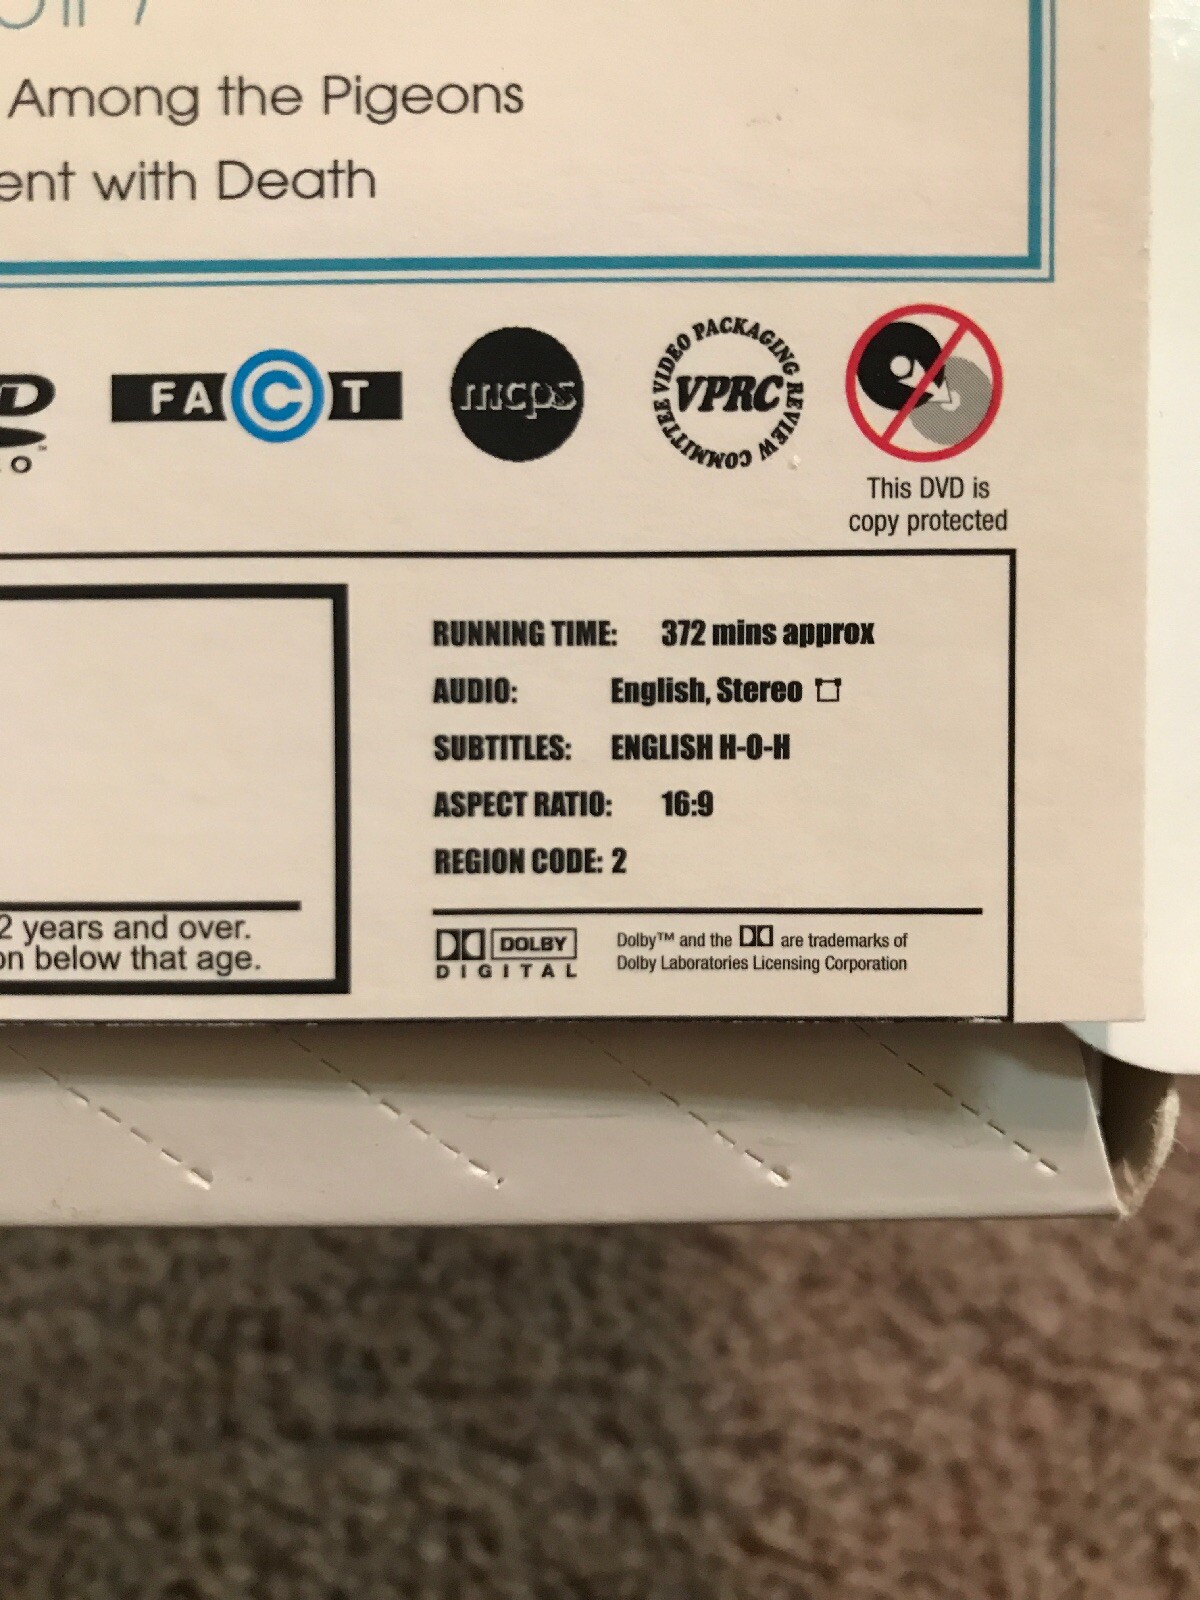 Among the Pigeons
ent with Death
FACT
mcps
VIDEO PACKAGING REVIEW COMMITTEE
VPRC
This DVD is
copy protected
RUNNING TIME: 372 mins approx
AUDIO: English, Stereo
SUBTITLES: ENGLISH H-O-H
ASPECT RATIO: 16:9
REGION CODE: 2
2 years and over.
on below that age.
DOLBY
DIGITAL
Dolby™ and the are trademarks of
Dolby Laboratories Licensing Corporation